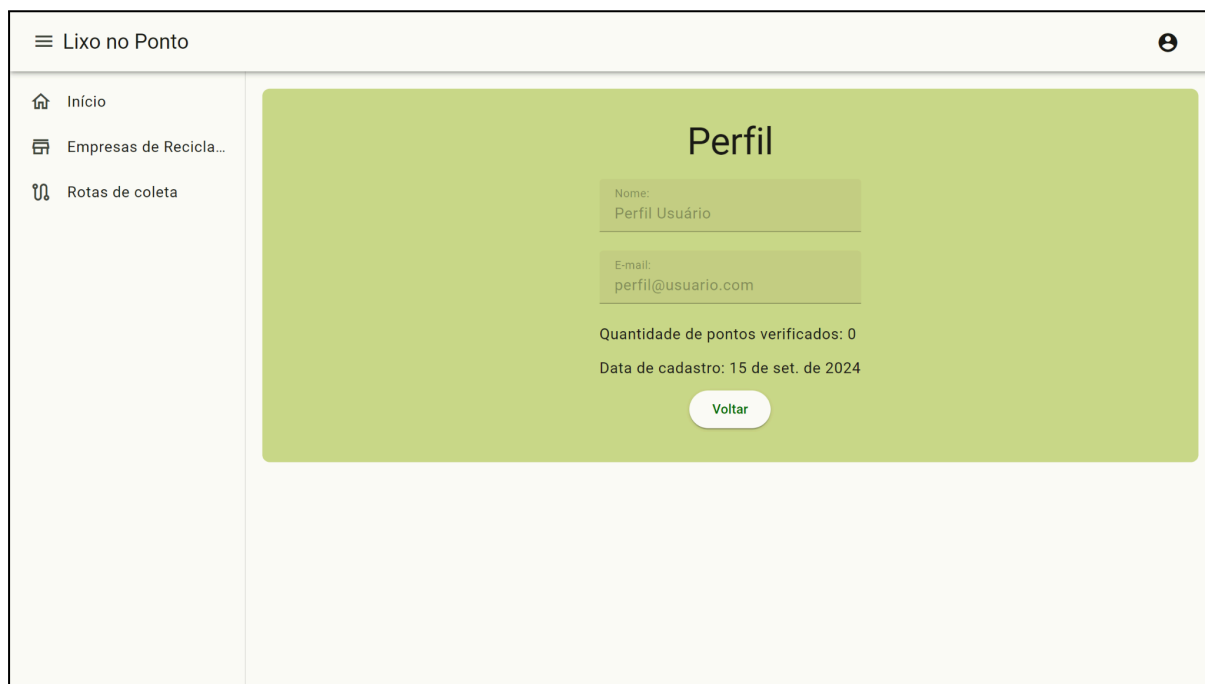 Lixo no Ponto
Início
Empresas de Recicla...
Rotas de coleta
Perfil
Nome:
Perfil Usuário
E-mail:
perfil@usuario.com
Quantidade de pontos verificados: 0
Data de cadastro: 15 de set. de 2024
Voltar